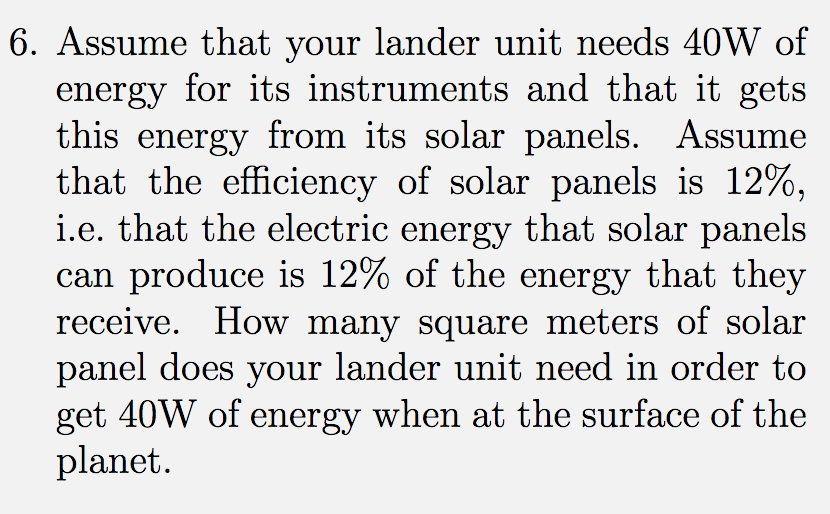 6. Assume that your lander unit needs 40W of
energy for its instruments and that it gets
this energy from its solar panels. Assume
that the efficiency of solar panels is 12%,
i.e. that the electric energy that solar panels
can produce is 12% of the energy that they
receive. How many square meters of solar
panel does your lander unit need in order to
get 40W of energy when at the surface of the
planet.